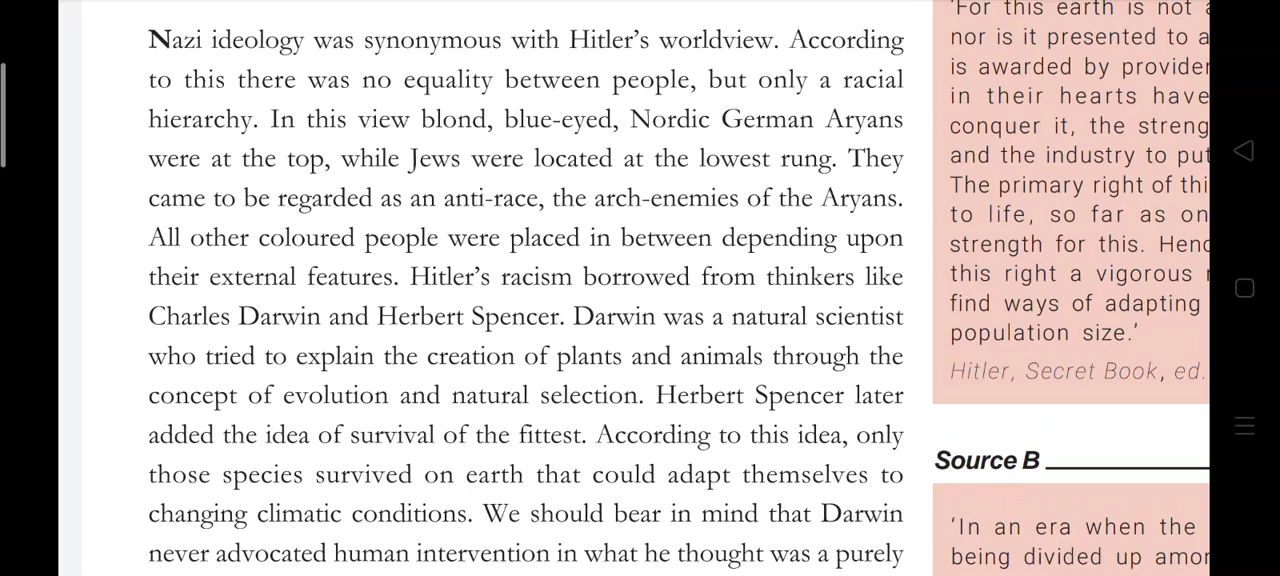 Nazi ideology was synonymous with Hitler's worldview. According
to this there was no equality between people, but only a racial
hierarchy. In this view blond, blue-eyed, Nordic German Aryans
were at the top, while Jews were located at the lowest rung. They
came to be regarded as an anti-race, the arch-enemies of the Aryans.
All other coloured people were placed in between depending upon
their external features. Hitler's racism borrowed from thinkers like
Charles Darwin and Herbert Spencer. Darwin was a natural scientist
who tried to explain the creation of plants and animals through the
concept of evolution and natural selection. Herbert Spencer later
added the idea of survival of the fittest. According to this idea, only
those species survived on earth that could adapt themselves to
changing climatic conditions. We should bear in mind that Darwin
never advocated human intervention in what he thought was a purely
'For this earth is not
nor is it presented to a
is awarded by
in their hearts have
conquer it, the
and the industry to put
The primary right of
to life, so far as
strength for this.
this right a vigorous
find ways of adapting
population size.'
Hitler, Secret Book, ed.
Source B
'In an era when the
being divided up